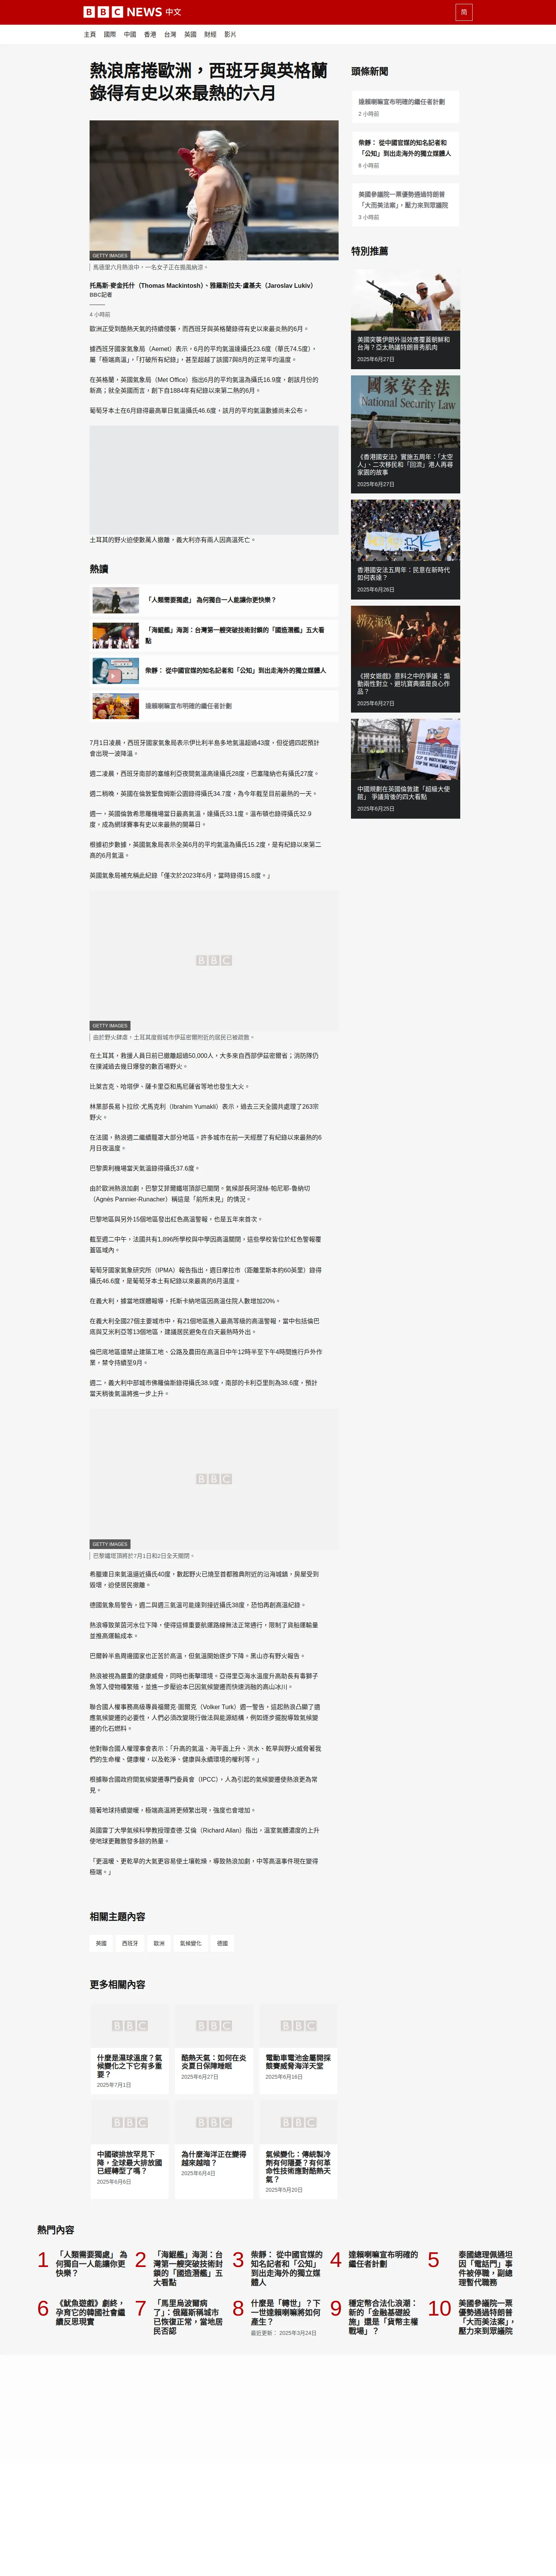 BBC NEWS 中文
简
主頁 國際 中國 香港 台灣 英國 財經 影片
熱浪席捲歐洲，西班牙與英格蘭
錄得有史以來最熱的六月
GETTY IMAGES
馬德里六月熱浪中，一名女子正在搧風納涼。
托馬斯·麥金托什（Thomas Mackintosh）、雅羅斯拉夫·盧基夫（Jaroslav Lukiv）
BBC記者
4 小時前
歐洲正受到酷熱天氣的持續侵襲，而西班牙與英格蘭錄得有史以來最炎熱的6月。
據西班牙國家氣象局（Aemet）表示，6月的平均氣溫達攝氏23.6度（華氏74.5度），
屬「極端高溫」，「打破所有紀錄」，甚至超越了該國7與8月的正常平均溫度。
在英格蘭，英國氣象局（Met Office）指出6月的平均氣溫為攝氏16.9度，創該月份的
新高；就全英國而言，創下自1884年有紀錄以來第二熱的6月。
葡萄牙本土在6月錄得最高單日氣溫攝氏46.6度，該月的平均氣溫數據尚未公布。
土耳其的野火迫使數萬人撤離，義大利亦有兩人因高溫死亡。
熱讀
「人類需要獨處」 為何獨自一人能讓你更快樂？
「海鯤艦」海測：台灣第一艘突破技術封鎖的「國造潛艦」五大看
點
柴靜： 從中國官媒的知名記者和「公知」到出走海外的獨立媒體人
達賴喇嘛宣布明確的繼任者計劃
7月1日凌晨，西班牙國家氣象局表示伊比利半島多地氣溫超過43度，但從週四起預計
會出現一波降溫。
週二凌晨，西班牙南部的塞維利亞夜間氣溫高達攝氏28度，巴塞隆納也有攝氏27度。
週二稍晚，英國在倫敦聖詹姆斯公園錄得攝氏34.7度，為今年截至目前最熱的一天。
週一，英國倫敦希思羅機場當日最高氣溫，達攝氏33.1度。溫布頓也錄得攝氏32.9
度，成為網球賽事有史以來最熱的開幕日。
根據初步數據，英國氣象局表示全英6月的平均氣溫為攝氏15.2度，是有紀錄以來第二
高的6月氣溫。
英國氣象局補充稱此紀錄「僅次於2023年6月，當時錄得15.8度。」
BBC
GETTY IMAGES
由於野火肆虐，土耳其度假城市伊茲密爾附近的居民已被疏散。
在土耳其，救援人員日前已撤離超過50,000人，大多來自西部伊茲密爾省；消防隊仍
在撲滅過去幾日爆發的數百場野火。
比萊吉克、哈塔伊、薩卡里亞和馬尼薩省等地也發生大火。
林業部長易卜拉欣·尤馬克利（Ibrahim Yumakli）表示，過去三天全國共處理了263宗
野火。
在法國，熱浪週二繼續籠罩大部分地區。許多城市在前一天經歷了有紀錄以來最熱的6
月日夜溫度。
巴黎奧利機場當天氣溫錄得攝氏37.6度。
由於歐洲熱浪加劇，巴黎艾菲爾鐵塔頂部已關閉。氣候部長阿涅絲·帕尼耶-魯納切
（Agnès Pannier-Runacher）稱這是「前所未見」的情況。
巴黎地區與另外15個地區發出紅色高溫警報，也是五年來首次。
截至週二中午，法國共有1,896所學校與中學因高溫關閉，這些學校皆位於紅色警報覆
蓋區域內。
葡萄牙國家氣象研究所（IPMA）報告指出，週日摩拉市（距離里斯本約60英里）錄得
攝氏46.6度，是葡萄牙本土有紀錄以來最高的6月溫度。
在義大利，據當地媒體報導，托斯卡納地區因高溫住院人數增加20%。
在義大利全國27個主要城市中，有21個地區進入最高等級的高溫警報，當中包括倫巴
底與艾米利亞等13個地區，建議居民避免在白天最熱時外出。
倫巴底地區還禁止建築工地、公路及農田在高溫日中午12時半至下午4時間進行戶外作
業，禁令持續至9月。
週二，義大利中部城市佛羅倫斯錄得攝氏38.9度，南部的卡利亞里則為38.6度，預計
當天稍後氣溫將進一步上升。
BBC
GETTY IMAGES
巴黎鐵塔頂將於7月1日和2日全天關閉。
希臘連日來氣溫逼近攝氏40度，數起野火已燒至首都雅典附近的沿海城鎮，房屋受到
毀壞，迫使居民撤離。
德國氣象局警告，週二與週三氣溫可能達到接近攝氏38度，恐怕再創高溫紀錄。
熱浪導致萊茵河水位下降，使得這條重要航運路線無法正常通行，限制了貨船運輸量
並推高運輸成本。
巴爾幹半島周邊國家也正苦於高溫，但氣溫開始逐步下降。黑山亦有野火報告。
熱浪被視為嚴重的健康威脅，同時也衝擊環境。亞得里亞海水溫度升高助長有毒獅子
魚等入侵物種繁殖，並進一步壓迫本已因氣候變遷而快速消融的高山冰川。
聯合國人權事務高級專員福爾克·圖爾克（Volker Turk）週一警告，這起熱浪凸顯了適
應氣候變遷的必要性，人們必須改變現行做法與能源結構，例如逐步擺脫導致氣候變
遷的化石燃料。
他對聯合國人權理事會表示：「升高的氣溫、海平面上升、洪水、乾旱與野火威脅著我
們的生命權、健康權，以及乾淨、健康與永續環境的權利等。」
根據聯合國政府間氣候變遷專門委員會（IPCC），人為引起的氣候變遷使熱浪更為常
見。
隨著地球持續變暖，極端高溫將更頻繁出現，強度也會增加。
英國雷丁大學氣候科學教授理查德·艾倫（Richard Allan）指出，溫室氣體濃度的上升
使地球更難散發多餘的熱量。
「更溫暖、更乾旱的大氣更容易使土壤乾燥，導致熱浪加劇，中等高溫事件現在變得
極端。」
相關主題內容
英國 西班牙 歐洲 氣候變化 德國
更多相關內容
BBC
什麼是濕球溫度？氣
候變化之下它有多重
要？
2025年7月1日
BBC
酷熱天氣：如何在炎
炎夏日保障睡眠
2025年6月27日
BBC
電動車電池金屬開採
競賽威脅海洋天堂
2025年6月16日
BBC
中國碳排放罕見下
降，全球最大排放國
已經轉型了嗎？
2025年6月6日
BBC
為什麼海洋正在變得
越來越暗？
2025年6月4日
BBC
氣候變化：傳統製冷
劑有何隱憂？有何革
命性技術應對酷熱天
氣？
2025年5月20日
頭條新聞
達賴喇嘛宣布明確的繼任者計劃
2 小時前
柴靜： 從中國官媒的知名記者和
「公知」到出走海外的獨立媒體人
8 小時前
美國參議院一票優勢通過特朗普
「大而美法案」，壓力來到眾議院
3 小時前
特別推薦
美國突襲伊朗外溢效應覆蓋朝鮮和
台海？亞太熱議特朗普秀肌肉
2025年6月27日
國家安全法
National Security Law
《香港國安法》實施五周年：「太空
人」、二次移民和「回流」港人再尋
家園的故事
2025年6月27日
香港國安法五周年：民意在新時代
如何表達？
2025年6月26日
《撈女遊戲》意料之中的爭議：煽
動兩性對立、避坑寶典還是良心作
品？
2025年6月27日
中國規劃在英國倫敦建「超級大使
館」 爭議背後的四大看點
2025年6月25日
熱門內容
1 「人類需要獨處」 為
何獨自一人能讓你更
快樂？
2 「海鯤艦」海測：台
灣第一艘突破技術封
鎖的「國造潛艦」五
大看點
3 柴靜： 從中國官媒的
知名記者和「公知」
到出走海外的獨立媒
體人
4 達賴喇嘛宣布明確的
繼任者計劃
5 泰國總理佩通坦
因「電話門」事
件被停職，副總
理暫代職務
6 《魷魚遊戲》劇終，
孕育它的韓國社會繼
續反思現實
7 「馬里烏波爾病
了」：俄羅斯稱城市
已恢復正常，當地居
民否認
8 什麼是「轉世」？下
一世達賴喇嘛將如何
產生？
最近更新： 2025年3月24日
9 穩定幣合法化浪潮：
新的「金融基礎設
施」還是「貨幣主權
戰場」？
10 美國參議院一票
優勢通過特朗普
「大而美法案」，
壓力來到眾議院